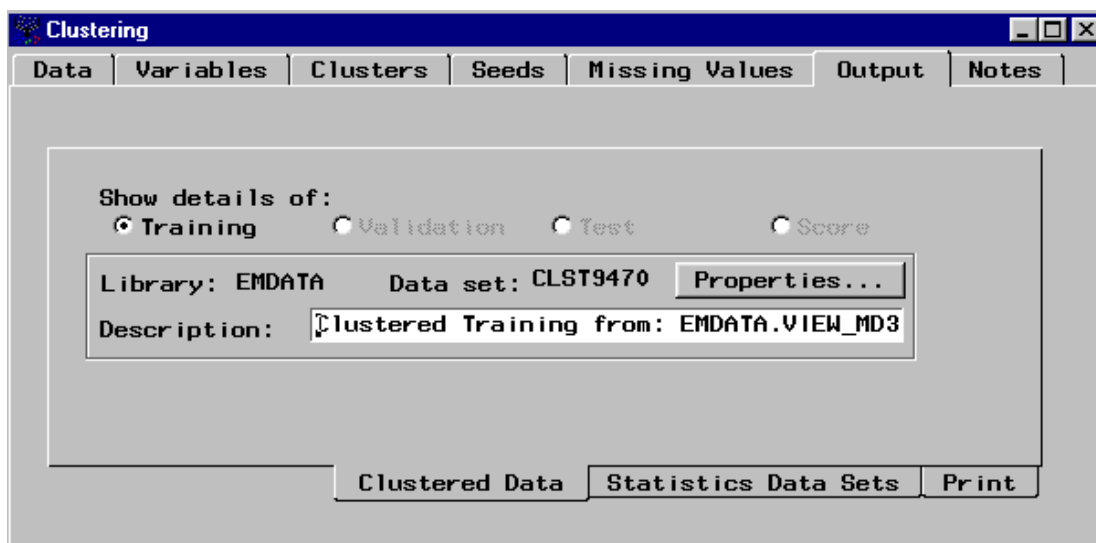 Clustering
Data Variables Clusters Seeds Missing Values Output Notes
Show details of:
Training Validation Test Score
Library: EMDATA Data set: CLST9470 Properties...
Description: Clustered Training from: EMDATA.VIEW_MD3
Clustered Data Statistics Data Sets Print